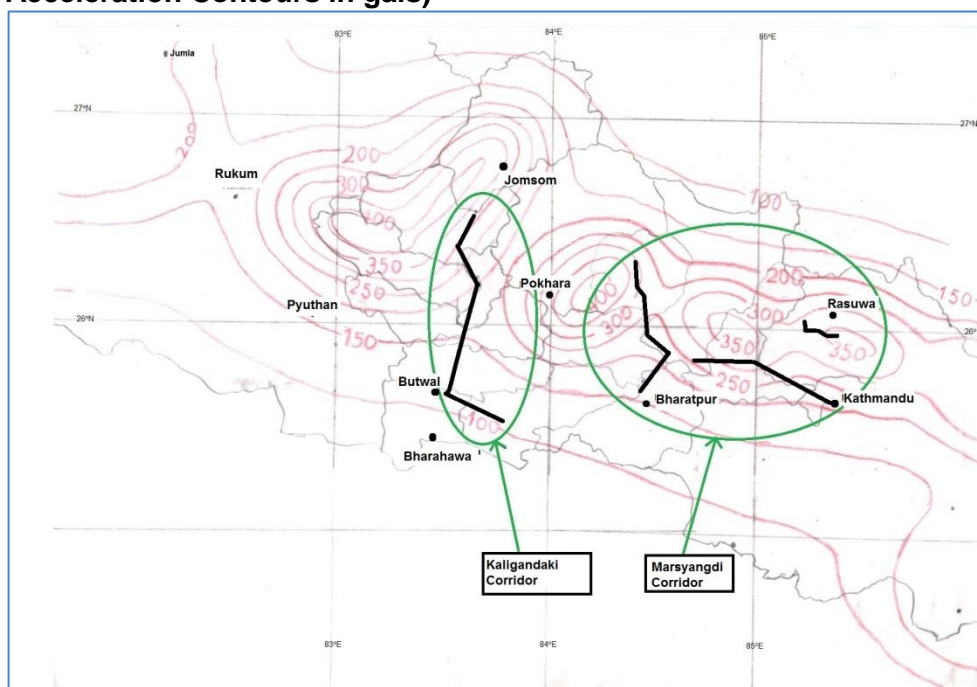 Acceleration Contours in gals)
83°E
84°E
85°E
Jumla
27°N
27°N
200
200
Rukum
300
400
350
250
Jomsom
100
Pokhara
400
300
200
150
Rasuwa
300
350
350
250
Pyuthan
26°N
26°
150
Butwal
100
Bharatpur
Kathmandu
Bharahawa
Kaligandaki
Corridor
Marsyangdi
Corridor
83°E
84°E
85°E